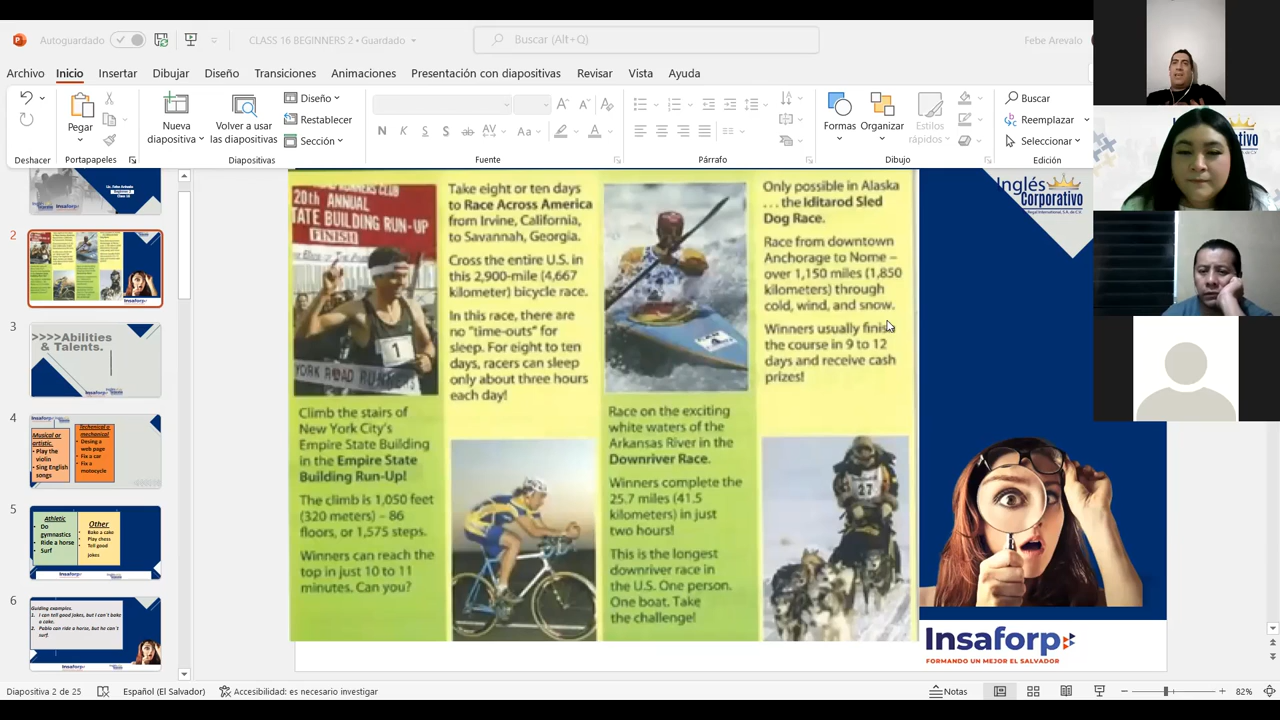 Autoguardado
CLASS 16 BEGINNERS 2 • Guardado
Buscar (Alt+Q)
Febe Arevalo
Archivo
Inicio
Insertar
Dibujar
Diseño
Transiciones
Animaciones
Presentación con diapositivas
Revisar
Vista
Ayuda
Pegar
Nueva
diapositiva
Volver a usar
las diapositivas
Diseño
Restablecer
Sección
Formas
Organizar
Estilos
rápidos
Buscar
Reemplazar
Seleccionar
Deshacer
Portapapeles
Diapositivas
Fuente
Párrafo
Dibujo
Edición
2
3
>>>>Abilities
& Talents.
4
Musical or
artistic.
• Play the
violin
• Sing English
songs
Technical or
mechanical
• Desing a
web page
• Fix a car
• Fix a
motocycle
5
Athletic
• Do
gymnastics
• Ride a horse
• Surf
Other
Bake a cake
Play chess
Tell good
jokes
6
Guiding examples.
1. I can tell good jokes, but I can't bake
a cake.
2. Pablo can ride a horse, but he can't
surf.
20th ANNUAL
STATE BUILDING RUN-UP
FINISH
1
YORK ROAD RUNNERS
Climb the stairs of
New York City's
Empire State Building
in the Empire State
Building Run-Up!
The climb is 1,050 feet
(320 meters) – 86
floors, or 1,575 steps.
Winners can reach the
top in just 10 to 11
minutes. Can you?
Take eight or ten days
to Race Across America
from Irvine, California,
to Savannah, Georgia.
Cross the entire U.S. in
this 2,900-mile (4,667
kilometer) bicycle race.
In this race, there are
no "time-outs" for
sleep. For eight to ten
days, racers can sleep
only about three hours
each day!
Race on the exciting
white waters of the
Arkansas River in the
Downriver Race.
Winners complete the
25.7 miles (41.5
kilometers) in just
two hours!
This is the longest
downriver race in
the U.S. One person.
One boat. Take
the challenge!
Only possible in Alaska
. . . the Iditarod Sled
Dog Race.
Race from downtown
Anchorage to Nome –
over 1,150 miles (1,850
kilometers) through
cold, wind, and snow.
Winners usually finish
the course in 9 to 12
days and receive cash
prizes!
27
Inglés
Corporativo
Insaforp
FORMANDO UN MEJOR EL SALVADOR
Diapositiva 2 de 25
Español (El Salvador)
Accesibilidad: es necesario investigar
Notas
82%